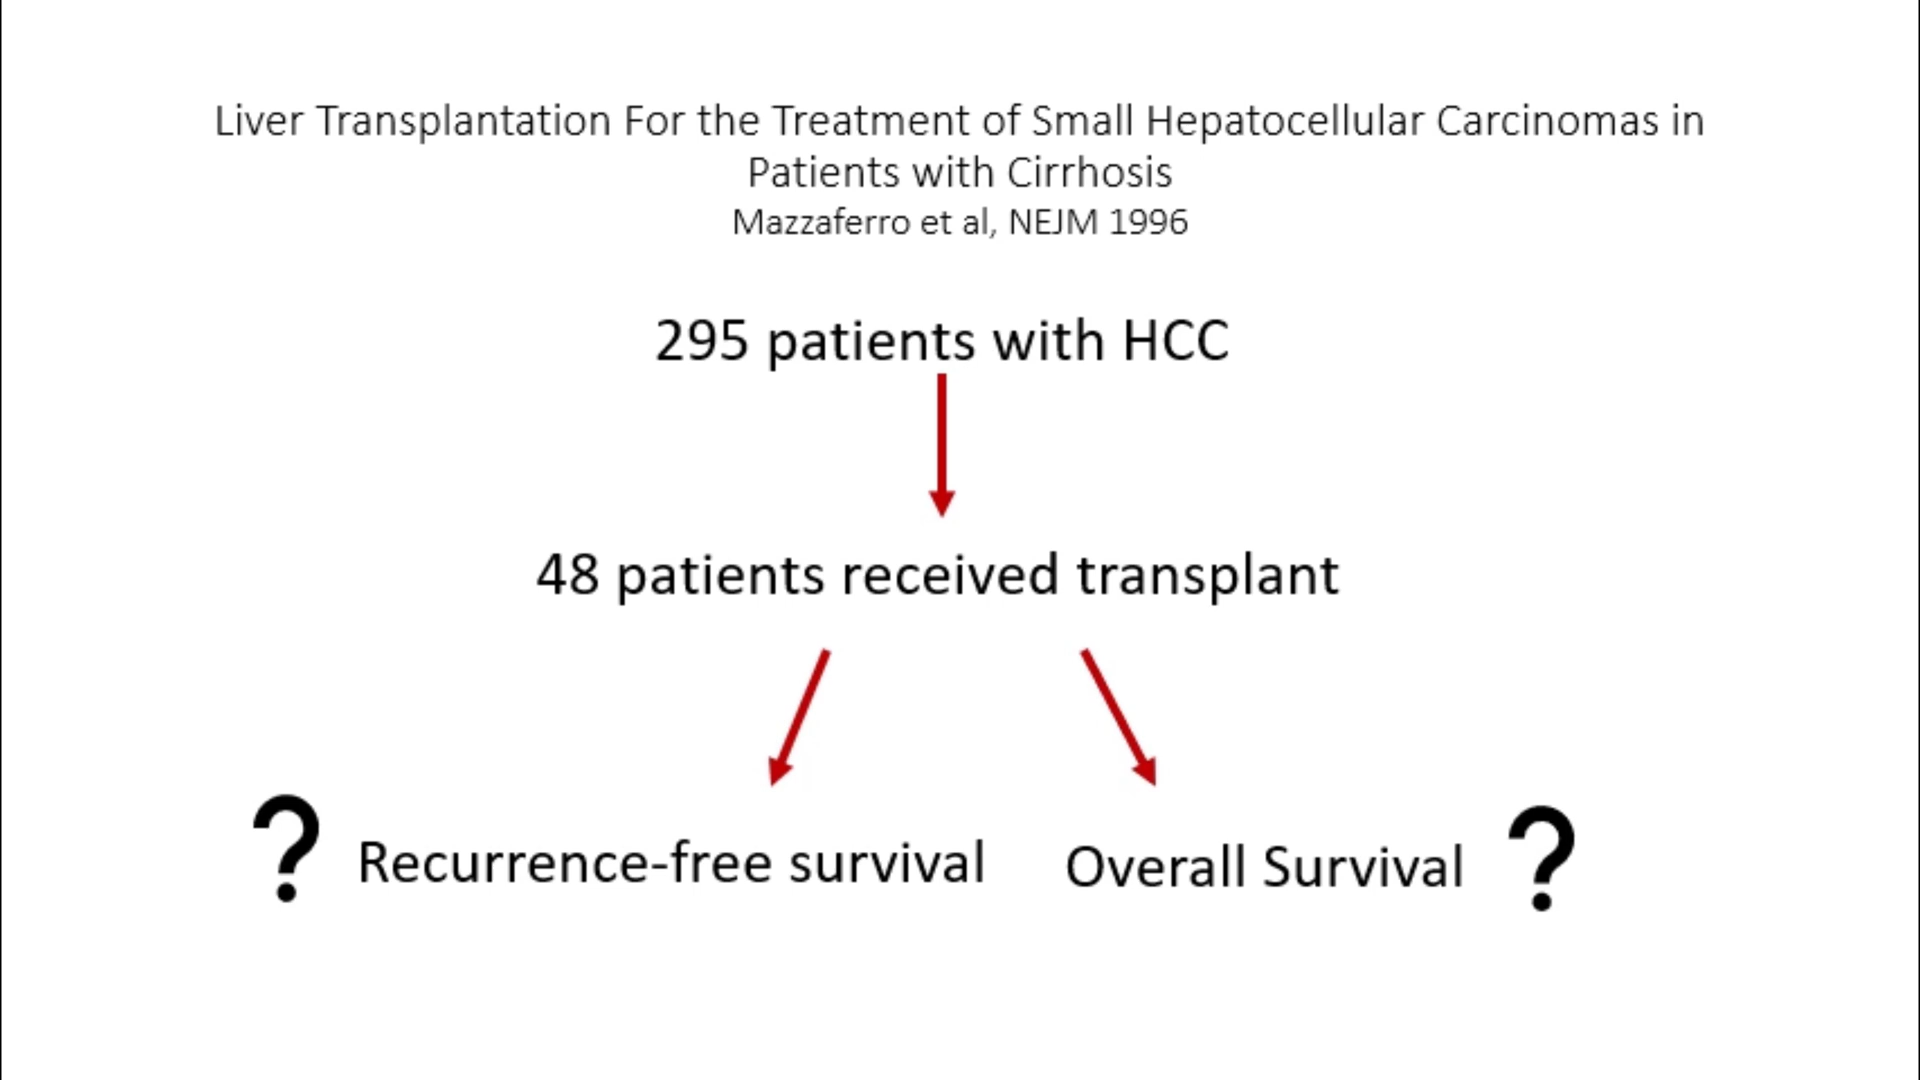 Liver Transplantation For the Treatment of Small Hepatocellular Carcinomas in
Patients with Cirrhosis
Mazzaferro et al, NEJM 1996
295 patients with HCC
48 patients received transplant
? Recurrence-free survival Overall Survival ?